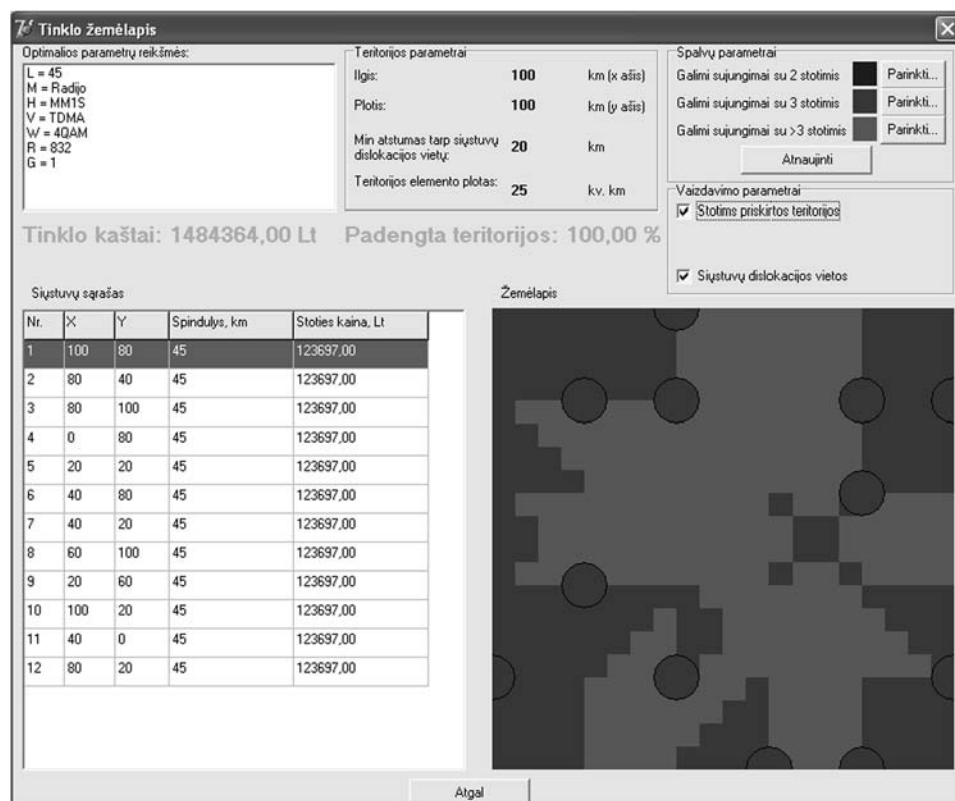 Tinklo žemėlapis
Optimalios parametrų reikšmės:
L = 45
M = Radijo
H = MM1S
V = TDMA
W = 4QAM
R = 832
G = 1
Teritorijos parametrai
Ilgis: 100 km (x ašis)
Plotis: 100 km (y ašis)
Min atstumas tarp siųstuvų
dislokacijos vietų: 20 km
Teritorijos elemento plotas: 25 kv. km
Spalvų parametrai
Galimi sujungimai su 2 stotimis Parinkti...
Galimi sujungimai su 3 stotimis Parinkti...
Galimi sujungimai su >3 stotimis Parinkti...
Atnaujinti
Vaizdavimo parametrai
Stotims priskirtos teritorijos
Siųstuvų dislokacijos vietos
Tinklo kaštai: 1484364,00 Lt Padengta teritorijos: 100,00 %
Siųstuvų sąrašas
Nr. X Y Spindulys, km Stoties kaina, Lt
1 100 80 45 123697,00
2 80 40 45 123697,00
3 80 100 45 123697,00
4 0 80 45 123697,00
5 20 20 45 123697,00
6 40 80 45 123697,00
7 40 20 45 123697,00
8 60 100 45 123697,00
9 20 60 45 123697,00
10 100 20 45 123697,00
11 40 0 45 123697,00
12 80 20 45 123697,00
Žemėlapis
Atgal